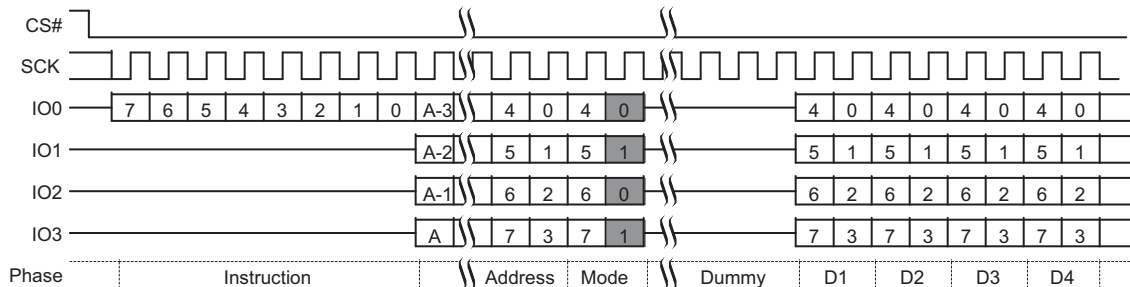 CS#
SCK
IO0 7 6 5 4 3 2 1 0 A-3 4 0 4 0 4 0 4 0 4 0 4 0
IO1 A-2 5 1 5 1 5 1 5 1 5 1 5 1
IO2 A-1 6 2 6 0 6 2 6 2 6 2 6 2
IO3 A 7 3 7 1 7 3 7 3 7 3 7 3
Phase Instruction Address Mode Dummy D1 D2 D3 D4